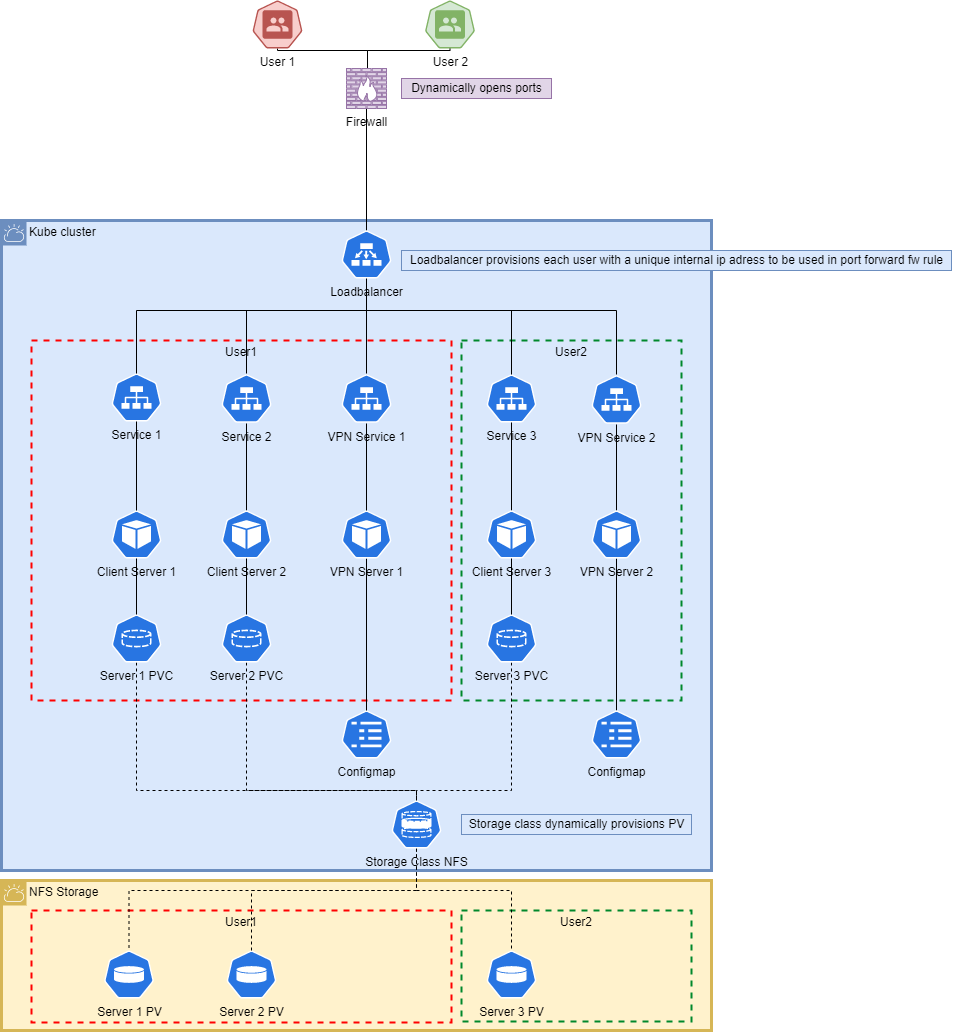 User 1
User 2
Dynamically opens ports
Firewall
Kube cluster
Loadbalancer provisions each user with a unique internal ip adress to be used in port forward fw rule
Loadbalancer
User1
User2
Service 1
Service 2
VPN Service 1
Service 3
VPN Service 2
Client Server 1
Client Server 2
VPN Server 1
Client Server 3
VPN Server 2
Server 1 PVC
Server 2 PVC
Server 3 PVC
Configmap
Configmap
Storage class dynamically provisions PV
Storage Class NFS
NFS Storage
User1
User2
Server 1 PV
Server 2 PV
Server 3 PV